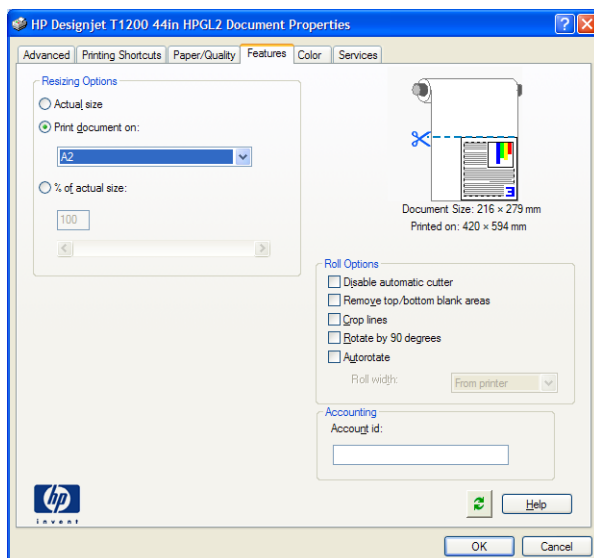 HP Designjet T1200 44in HPGL2 Document Properties
Advanced Printing Shortcuts Paper/Quality Features Color Services
Resizing Options
Actual size
Print document on:
A2
% of actual size:
100
3
Document Size: 216 × 279 mm
Printed on: 420 × 594 mm
Roll Options
Disable automatic cutter
Remove top/bottom blank areas
Crop lines
Rotate by 90 degrees
Autorotate
Roll width: From printer
Accounting
Account id:
hp
invent
Help
OK Cancel